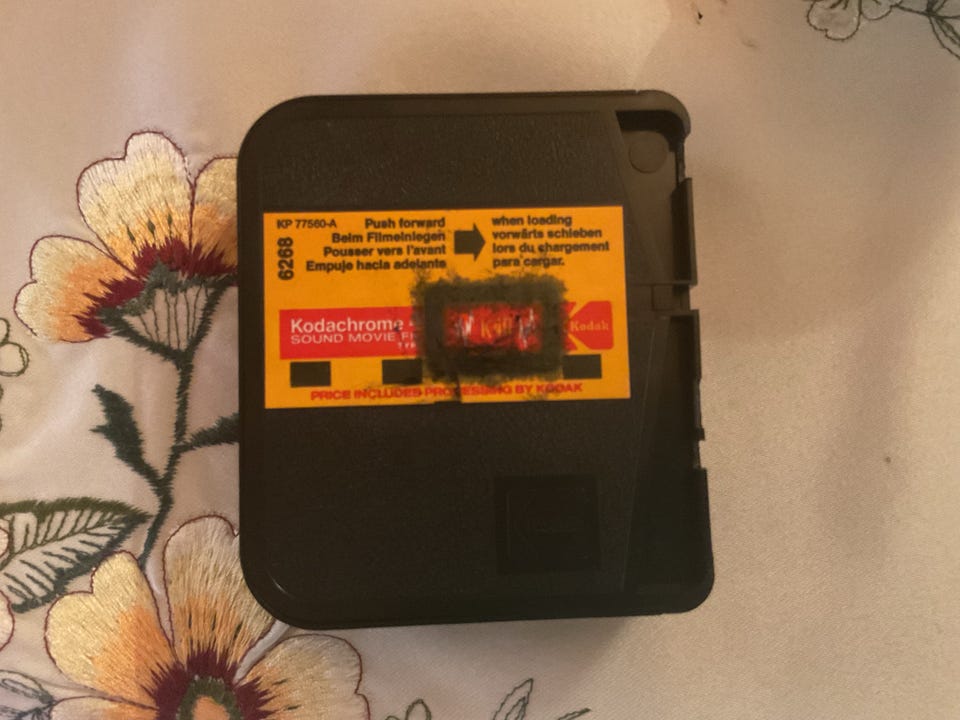 KP 77560-A
6268
Push forward
Beim Filmeinlegen
Pousser vers l'avant
Empuje hacia adelante
when loading
vorwärts schieben
lors du chargement
para cargar.
Kodachrome
SOUND MOVIE
Kodak
PRICE INCLUDES PROCESSING BY KODAK